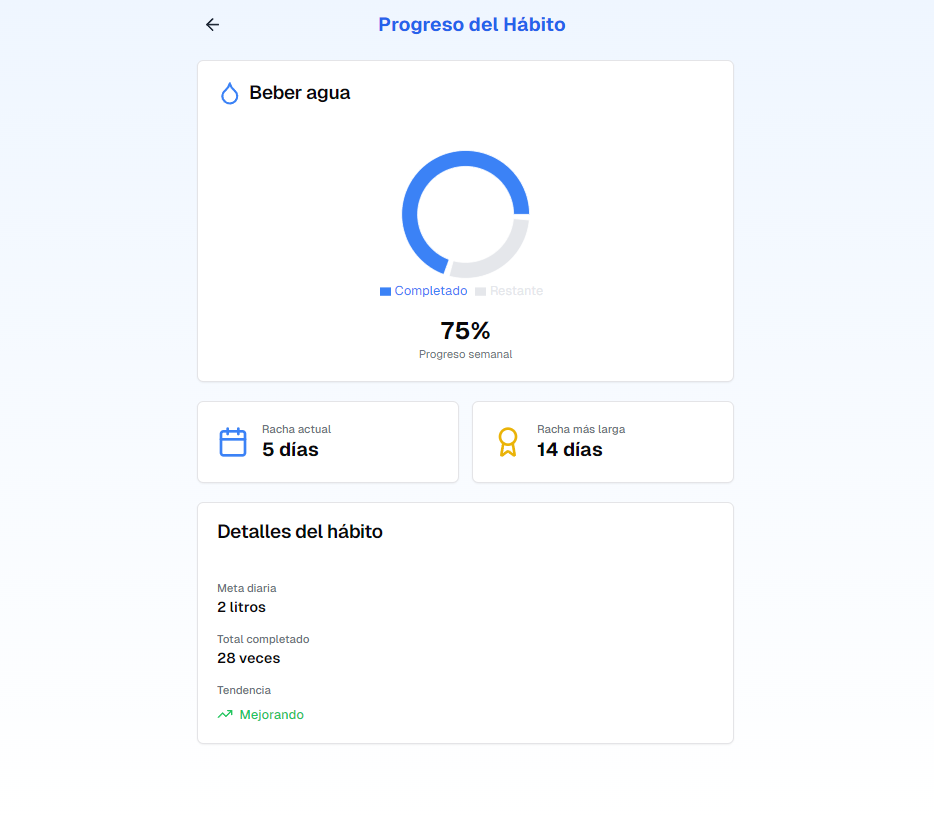 Progreso del Hábito
Beber agua
Completado Restante
75%
Progreso semanal
Racha actual
5 días
Racha más larga
14 días
Detalles del hábito
Meta diaria
2 litros
Total completado
28 veces
Tendencia
Mejorando